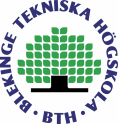 BLEKINGE TEKNISKA HÖGSKOLA
· BTH ·